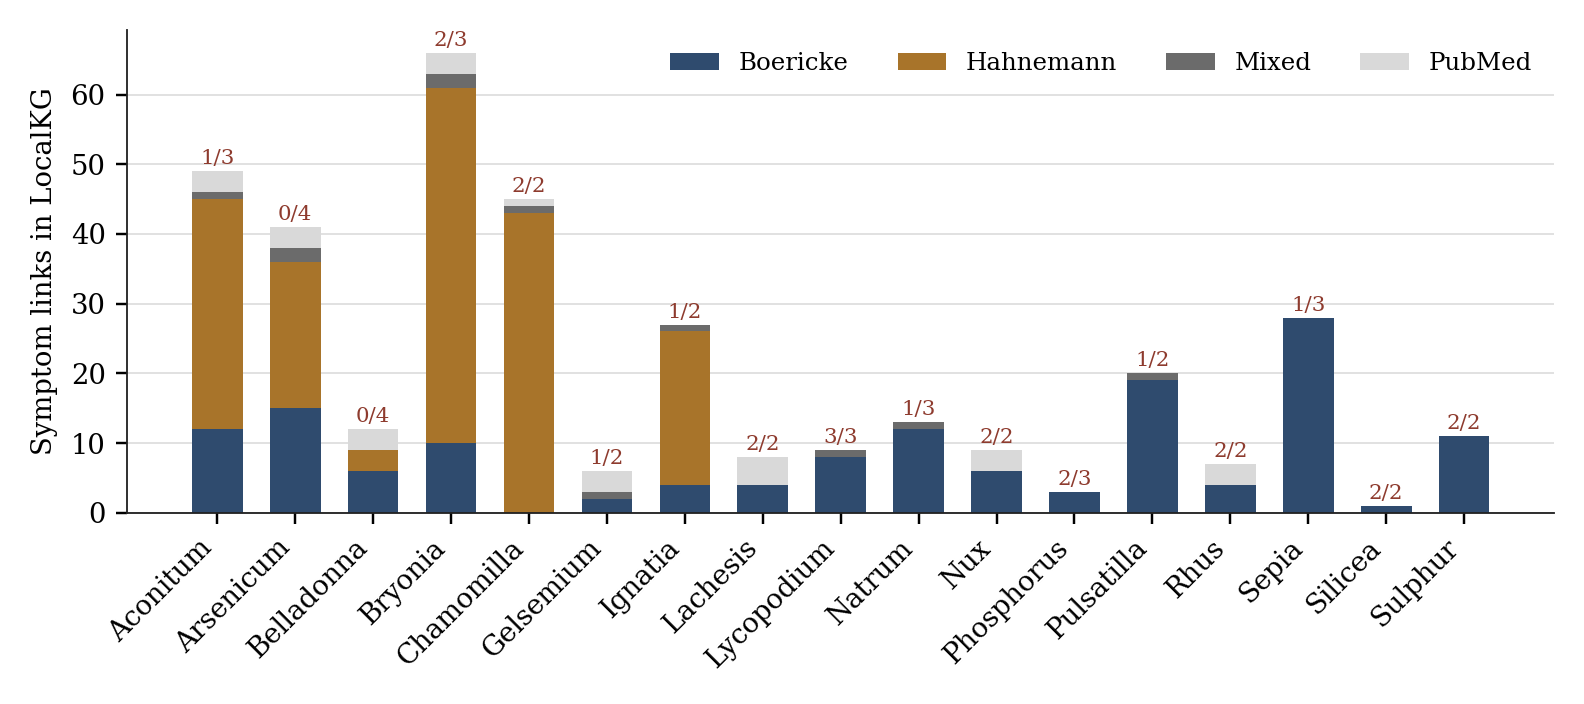 Symptom links in LocalKG
60
50
40
30
20
10
0
Boericke
Hahnemann
Mixed
PubMed
1/3
0/4
0/4
2/3
2/2
1/2
1/2
2/2
3/3
1/3
2/2
2/3
1/2
2/2
1/3
2/2
2/2
Aconitum
Arsenicum
Belladonna
Bryonia
Chamomilla
Gelsemium
Ignatia
Lachesis
Lycopodium
Natrum
Nux
Phosphorus
Pulsatilla
Rhus
Sepia
Silicea
Sulphur